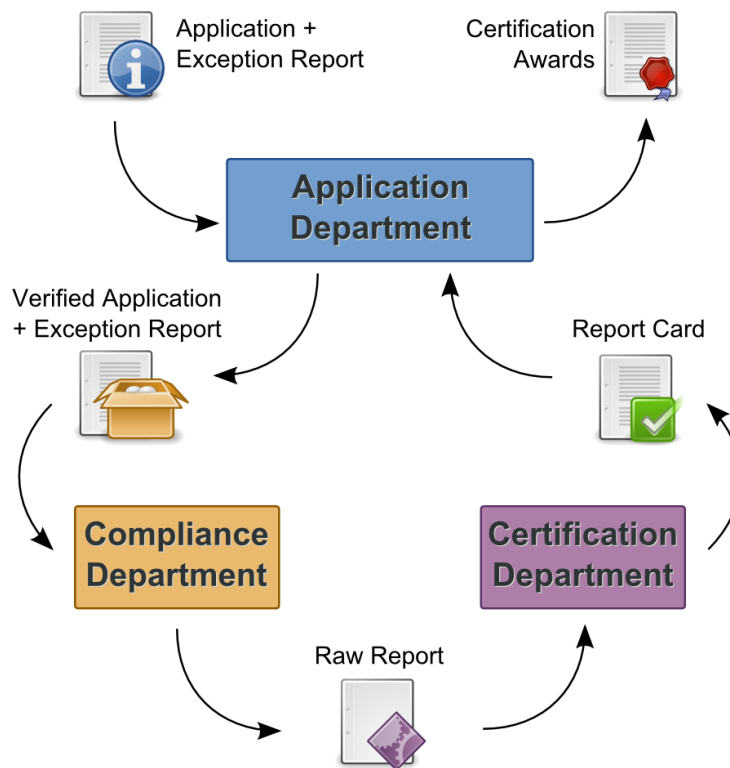 Application +
Exception Report
Certification
Awards
Application
Department
Verified Application
+ Exception Report
Report Card
Compliance
Department
Certification
Department
Raw Report